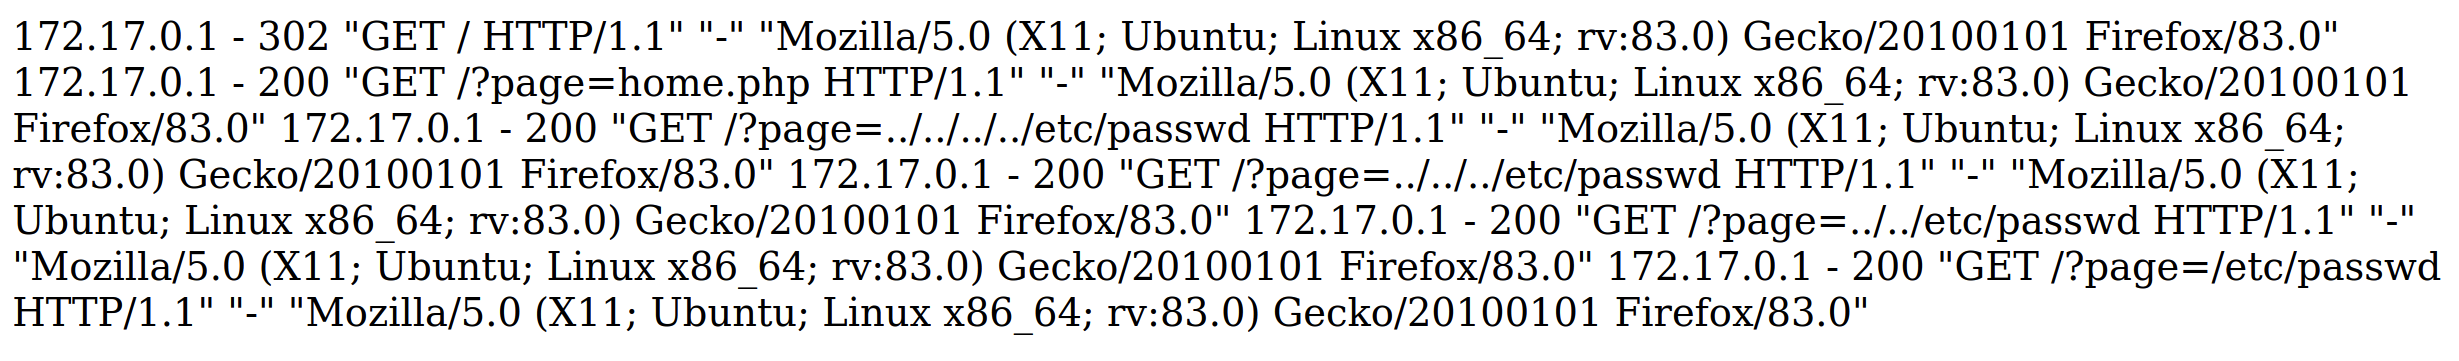 172.17.0.1 - 302 "GET / HTTP/1.1" "-" "Mozilla/5.0 (X11; Ubuntu; Linux x86_64; rv:83.0) Gecko/20100101 Firefox/83.0"
172.17.0.1 - 200 "GET /?page=home.php HTTP/1.1" "-" "Mozilla/5.0 (X11; Ubuntu; Linux x86_64; rv:83.0) Gecko/20100101
Firefox/83.0" 172.17.0.1 - 200 "GET /?page=../../../../etc/passwd HTTP/1.1" "-" "Mozilla/5.0 (X11; Ubuntu; Linux x86_64;
rv:83.0) Gecko/20100101 Firefox/83.0" 172.17.0.1 - 200 "GET /?page=../../../etc/passwd HTTP/1.1" "-" "Mozilla/5.0 (X11;
Ubuntu; Linux x86_64; rv:83.0) Gecko/20100101 Firefox/83.0" 172.17.0.1 - 200 "GET /?page=../../etc/passwd HTTP/1.1" "-"
"Mozilla/5.0 (X11; Ubuntu; Linux x86_64; rv:83.0) Gecko/20100101 Firefox/83.0" 172.17.0.1 - 200 "GET /?page=/etc/passwd
HTTP/1.1" "-" "Mozilla/5.0 (X11; Ubuntu; Linux x86_64; rv:83.0) Gecko/20100101 Firefox/83.0"